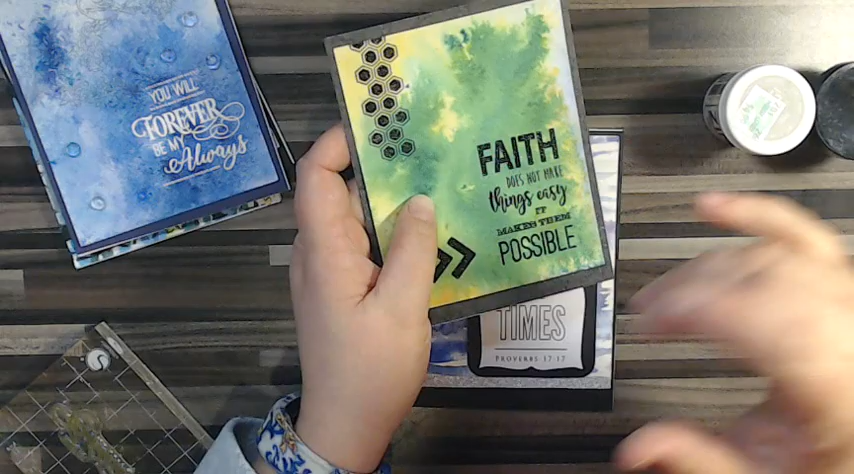 YOU WILL
FOREVER
BE MY
Always
FAITH
DOES NOT MAKE
things easy
IT
MAKES THEM
POSSIBLE
TIMES
PROVERBS 17:17